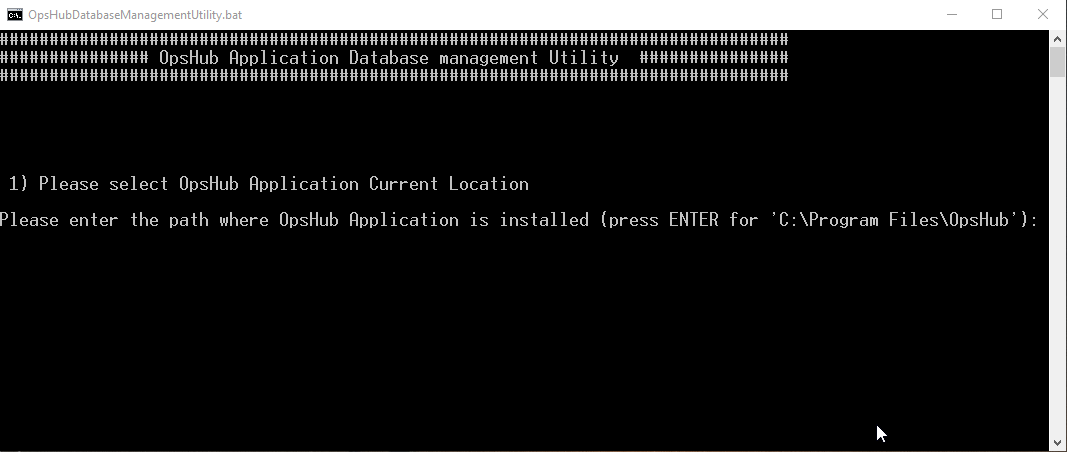 OpsHubDatabaseManagementUtility.bat
###############################################################################
############### OpsHub Application Database management Utility  ###############
###############################################################################
1) Please select OpsHub Application Current Location
Please enter the path where OpsHub Application is installed (press ENTER for 'C:\Program Files\OpsHub'):